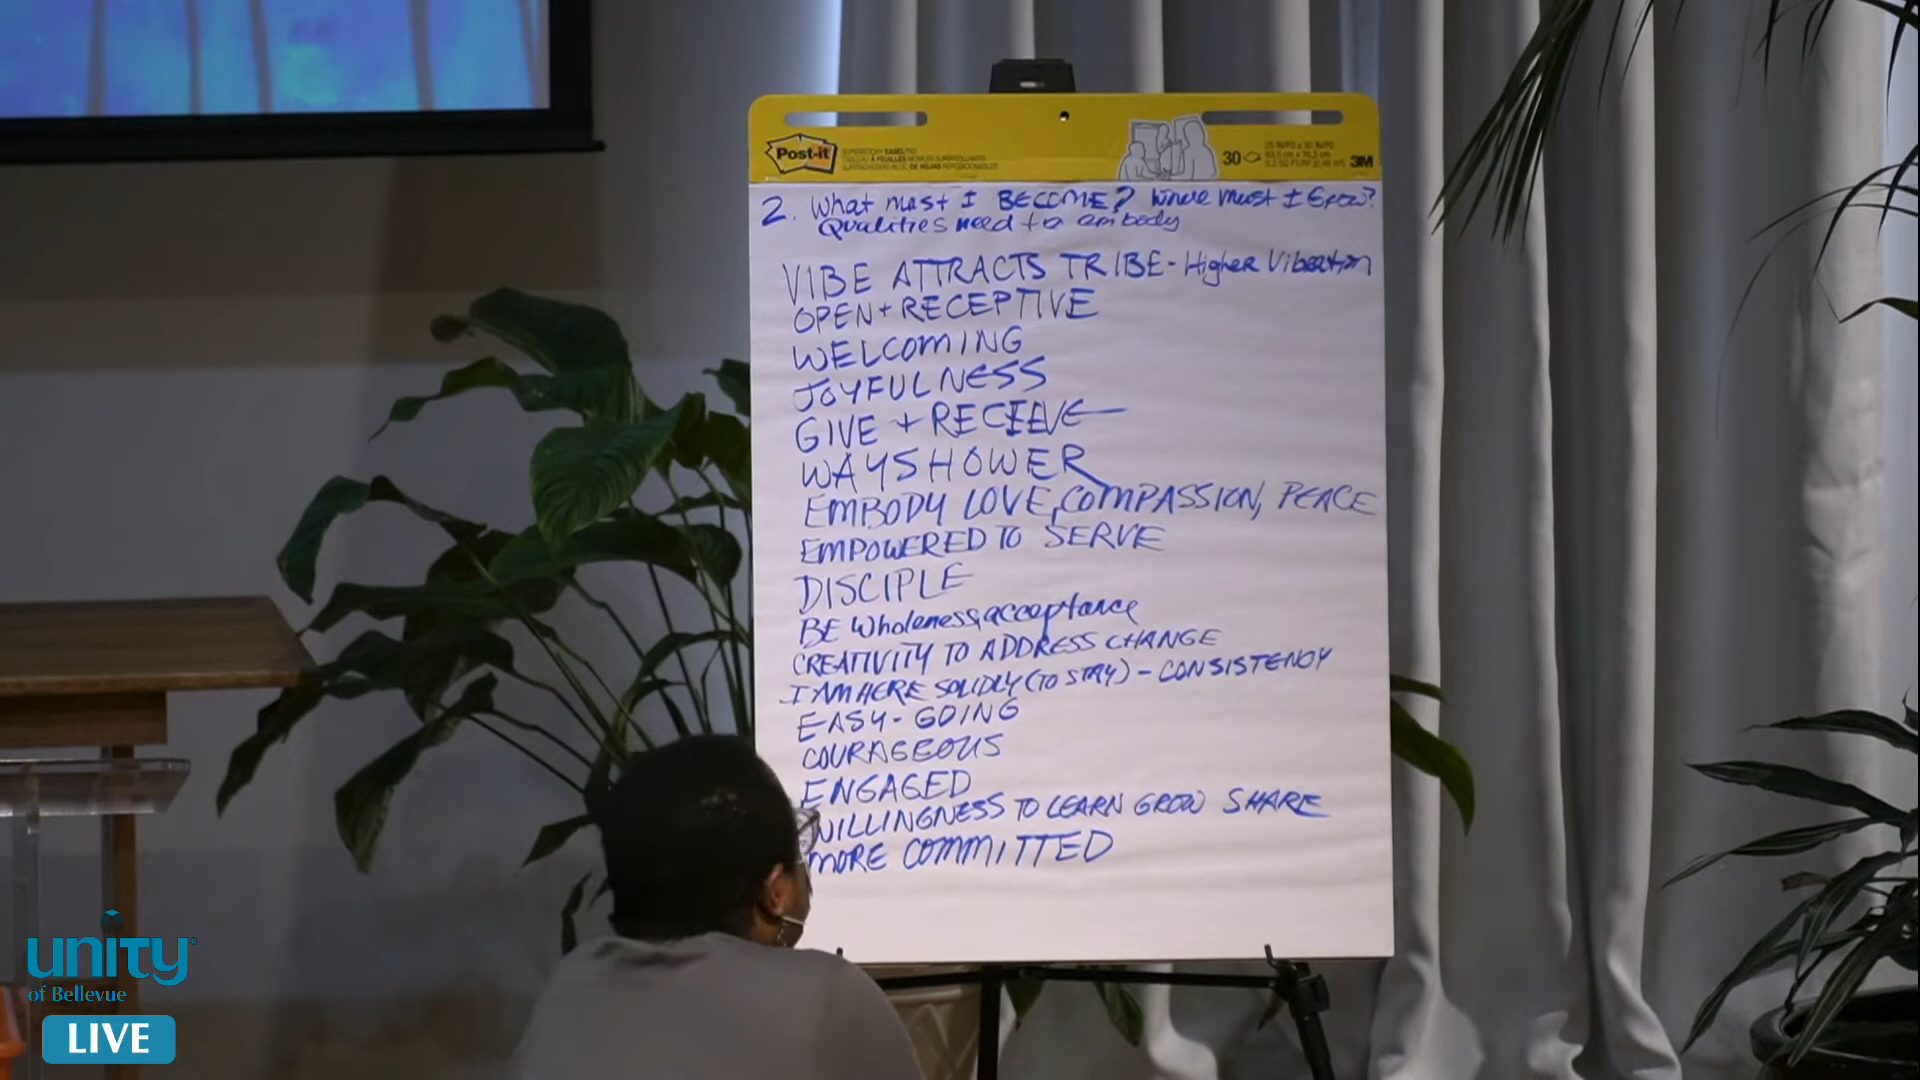 Post-it
30
3M
2. What must I BECOME? Where must I Grow?
Qualities need to embody
VIBE ATTRACTS TRIBE - Higher Vibration
OPEN + RECEPTIVE
WELCOMING
JOYFULNESS
GIVE + RECIEVE
WAYSHOWER
EMBODY LOVE, COMPASSION, PEACE
EMPOWERED TO SERVE
DISCIPLE
BE Wholeness & acceptance
CREATIVITY TO ADDRESS CHANGE
I AM HERE SOLIDLY (TO STAY) - CONSISTENCY
EASY-GOING
COURAGEOUS
ENGAGED
WILLINGNESS TO LEARN GROW SHARE
MORE COMMITTED
unity
of Bellevue
LIVE